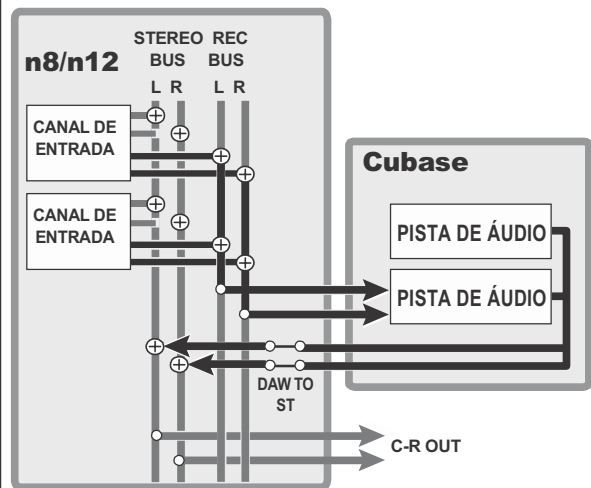 n8/n12
STEREO REC
BUS BUS
L R L R
CANAL DE
ENTRADA
CANAL DE
ENTRADA
Cubase
PISTA DE ÁUDIO
PISTA DE ÁUDIO
DAW TO
ST
C-R OUT